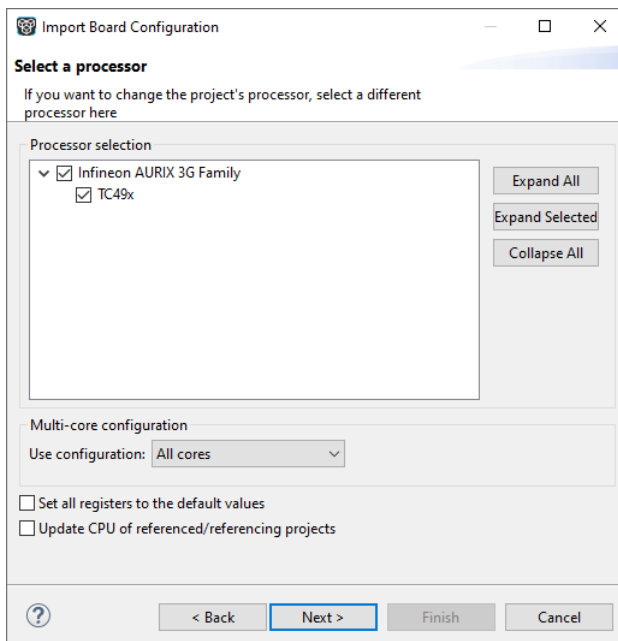 Import Board Configuration
Select a processor
If you want to change the project's processor, select a different
processor here
Processor selection
Infineon AURIX 3G Family
TC49x
Expand All
Expand Selected
Collapse All
Multi-core configuration
Use configuration: All cores
Set all registers to the default values
Update CPU of referenced/referencing projects
? < Back Next > Finish Cancel